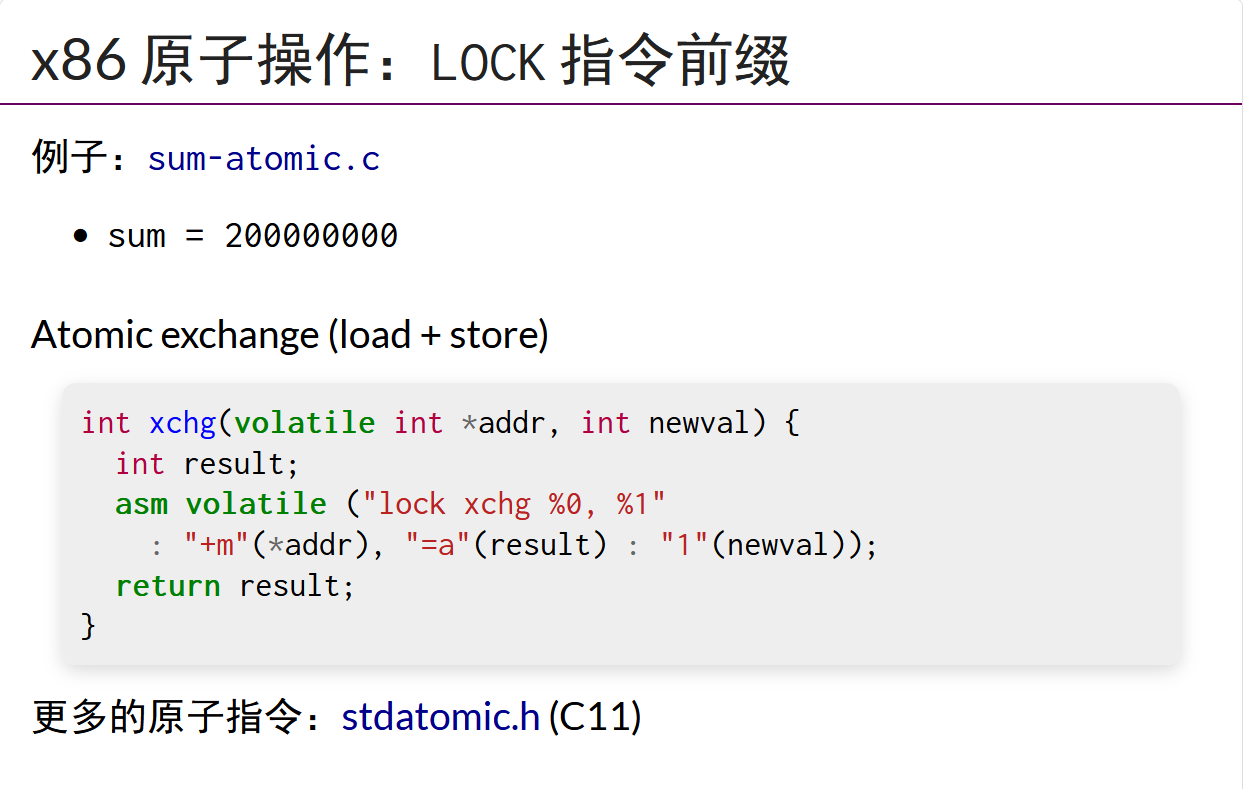 x86 原子操作：LOCK 指令前缀
例子：sum-atomic.c
• sum = 200000000
Atomic exchange (load + store)
int xchg(volatile int *addr, int newval) {
  int result;
  asm volatile ("lock xchg %0, %1"
    : "+m"(*addr), "=a"(result) : "1"(newval));
  return result;
}
更多的原子指令：stdatomic.h (C11)